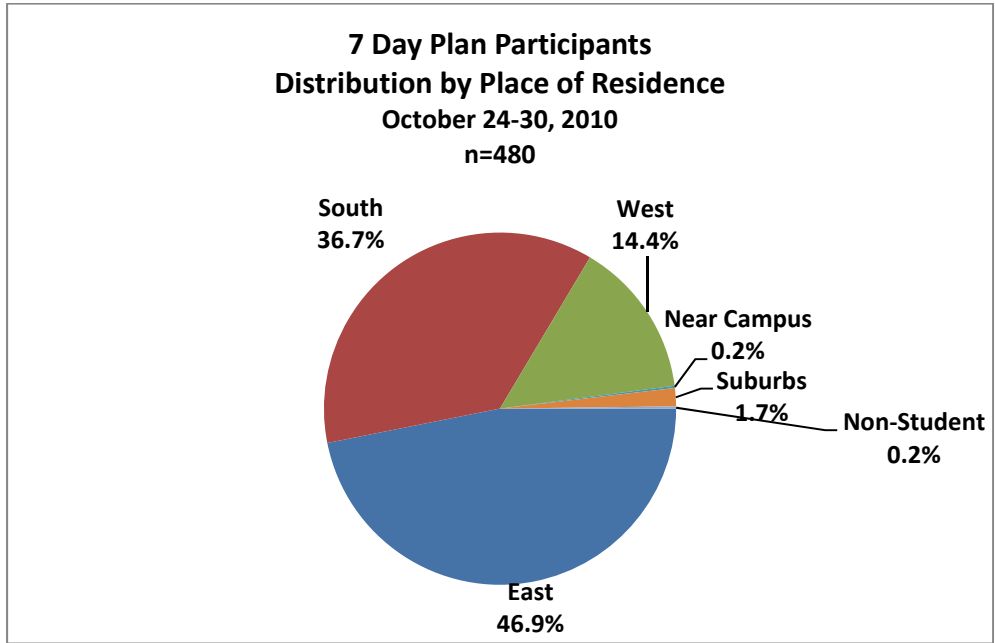 7 Day Plan Participants
Distribution by Place of Residence
October 24-30, 2010
n=480
South
36.7%
West
14.4%
Near Campus
0.2%
Suburbs
1.7%
Non-Student
0.2%
East
46.9%